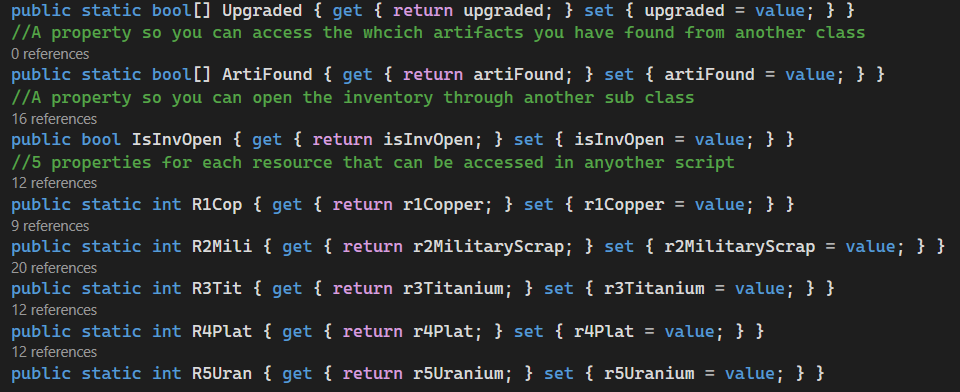 public static bool[] Upgraded { get { return upgraded; } set { upgraded = value; } }
//A property so you can access the whcich artifacts you have found from another class
0 references
public static bool[] ArtiFound { get { return artiFound; } set { artiFound = value; } }
//A property so you can open the inventory through another sub class
16 references
public bool IsInvOpen { get { return isInvOpen; } set { isInvOpen = value; } }
//5 properties for each resource that can be accessed in anyother script
12 references
public static int R1Cop { get { return r1Copper; } set { r1Copper = value; } }
9 references
public static int R2Mili { get { return r2MilitaryScrap; } set { r2MilitaryScrap = value; } }
20 references
public static int R3Tit { get { return r3Titanium; } set { r3Titanium = value; } }
12 references
public static int R4Plat { get { return r4Plat; } set { r4Plat = value; } }
12 references
public static int R5Uran { get { return r5Uranium; } set { r5Uranium = value; } }